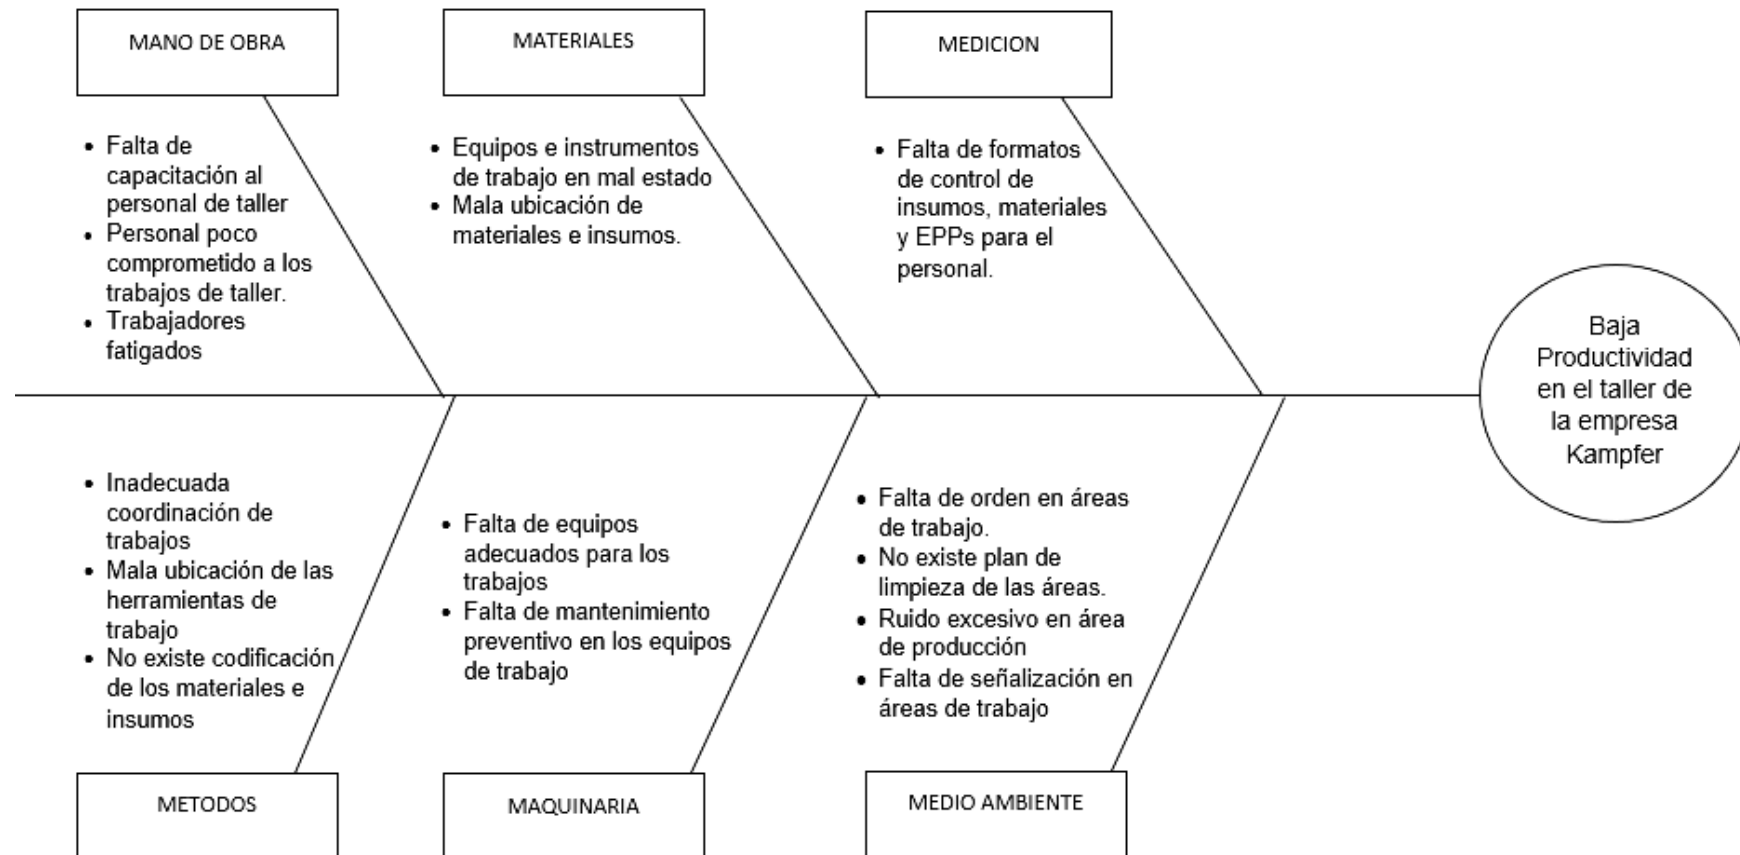 MANO DE OBRA
MATERIALES
MEDICION
• Falta de
capacitación al
personal de taller
• Personal poco
comprometido a los
trabajos de taller.
• Trabajadores
fatigados
• Equipos e instrumentos
de trabajo en mal estado
• Mala ubicación de
materiales e insumos.
• Falta de formatos
de control de
insumos, materiales
y EPPs para el
personal.
Baja
Productividad
en el taller de
la empresa
Kampfer
• Inadecuada
coordinación de
trabajos
• Mala ubicación de las
herramientas de
trabajo
• No existe codificación
de los materiales e
insumos
• Falta de equipos
adecuados para los
trabajos
• Falta de mantenimiento
preventivo en los equipos
de trabajo
• Falta de orden en áreas
de trabajo.
• No existe plan de
limpieza de las áreas.
• Ruido excesivo en área
de producción
• Falta de señalización en
áreas de trabajo
METODOS
MAQUINARIA
MEDIO AMBIENTE